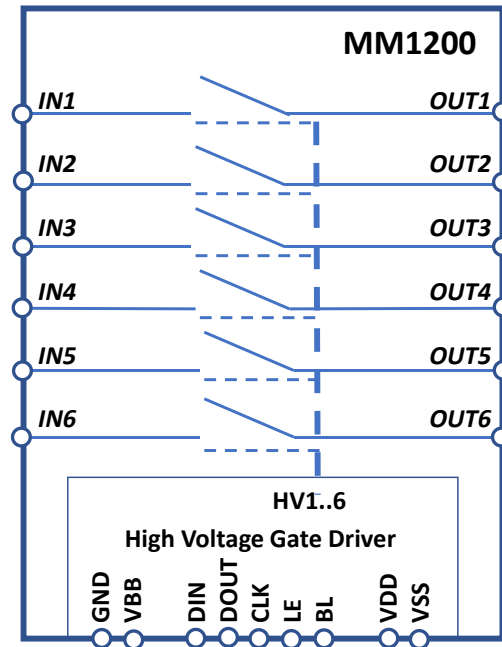 MM1200
IN1 OUT1
IN2 OUT2
IN3 OUT3
IN4 OUT4
IN5 OUT5
IN6 OUT6
HV1..6
High Voltage Gate Driver
GND VBB DIN DOUT CLK LE BL VDD VSS